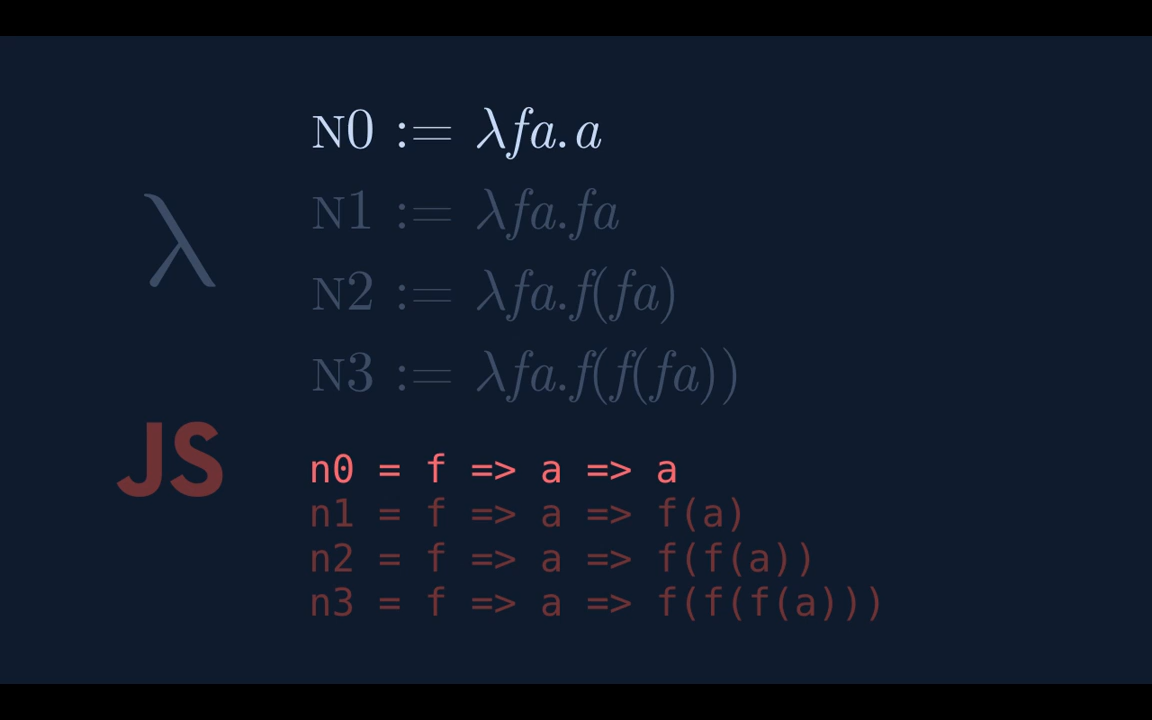 N0 := λfa.a
N1 := λfa.fa
λ
N2 := λfa.f(fa)
N3 := λfa.f(f(fa))
JS
n0 = f => a => a
n1 = f => a => f(a)
n2 = f => a => f(f(a))
n3 = f => a => f(f(f(a)))